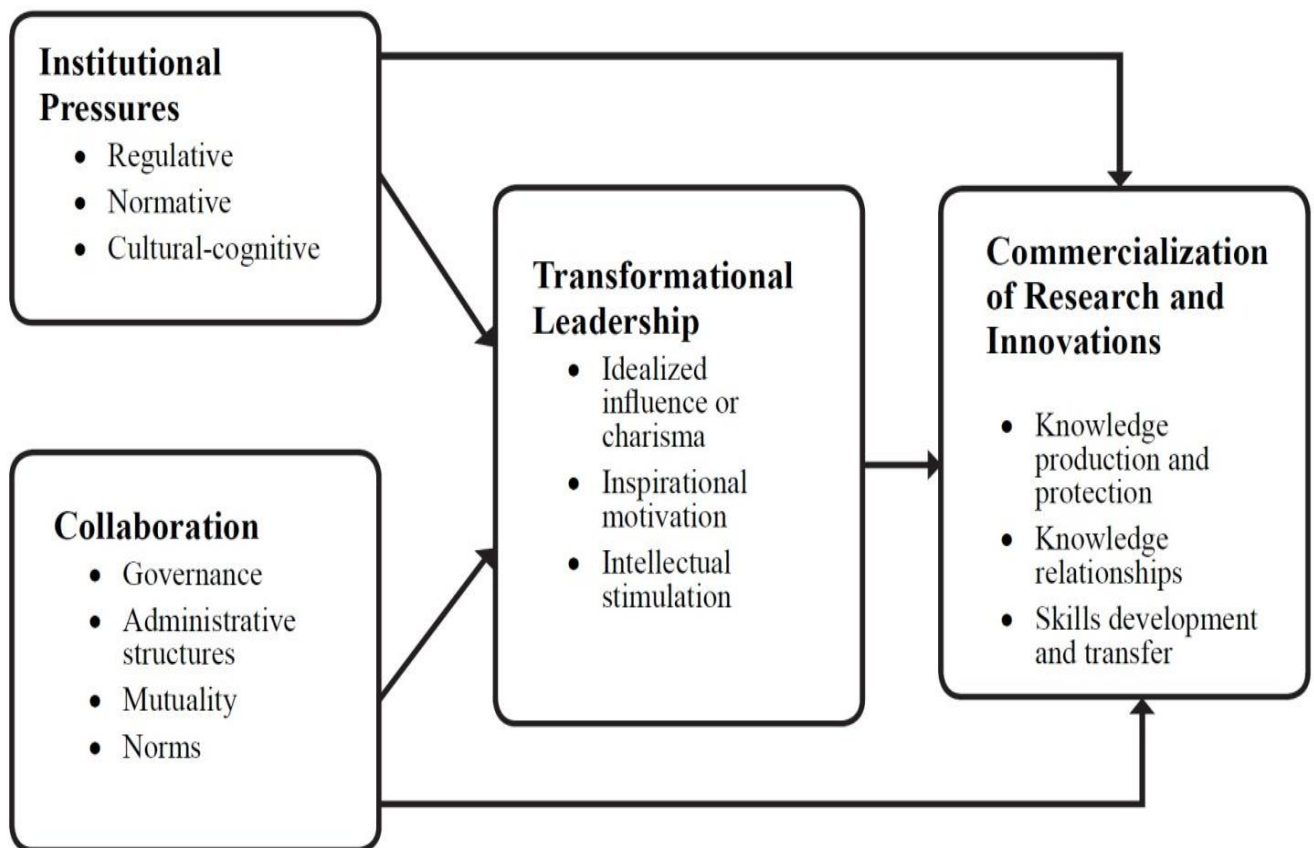 Institutional
Pressures
• Regulative
• Normative
• Cultural-cognitive
Collaboration
• Governance
• Administrative
structures
• Mutuality
• Norms
Transformational
Leadership
• Idealized
influence or
charisma
• Inspirational
motivation
• Intellectual
stimulation
Commercialization
of Research and
Innovations
• Knowledge
production and
protection
• Knowledge
relationships
• Skills development
and transfer